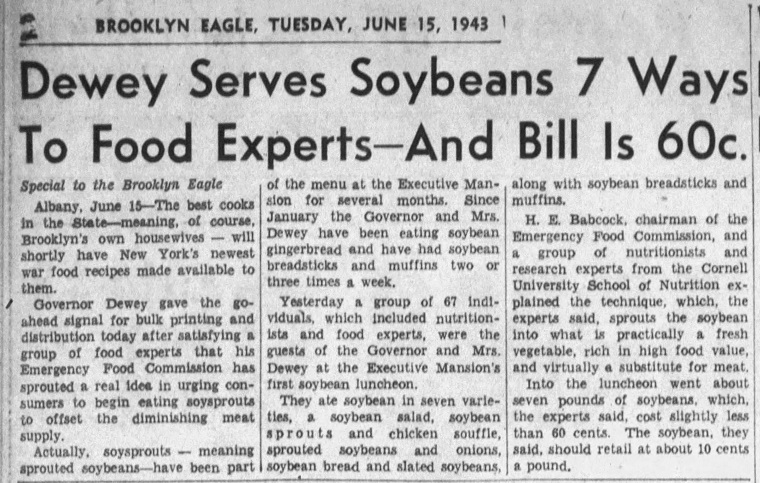 BROOKLYN EAGLE, TUESDAY, JUNE 15, 1943
Dewey Serves Soybeans 7 Ways
To Food Experts—And Bill Is 60c.
Special to the Brooklyn Eagle
Albany, June 15—The best cooks
in the State—meaning, of course,
Brooklyn's own housewives — will
shortly have New York's newest
war food recipes made available to
them.
Governor Dewey gave the go-
ahead signal for bulk printing and
distribution today after satisfying a
group of food experts that his
Emergency Food Commission has
sprouted a real idea in urging con-
sumers to begin eating soysprouts
to offset the diminishing meat
supply.
Actually, soysprouts — meaning
sprouted soybeans—have been part
of the menu at the Executive Man-
sion for several months. Since
January the Governor and Mrs.
Dewey have been eating soybean
gingerbread and have had soybean
breadsticks and muffins two or
three times a week.
Yesterday a group of 67 indi-
viduals, which included nutrition-
ists and food experts, were the
guests of the Governor and Mrs.
Dewey at the Executive Mansion's
first soybean luncheon.
They ate soybean in seven varie-
ties, a soybean salad, soybean
sprouts and chicken souffle,
sprouted soybeans and onions,
soybean bread and slated soybeans,
along with soybean breadsticks and
muffins.
H. E. Babcock, chairman of the
Emergency Food Commission, and
a group of nutritionists and
research experts from the Cornell
University School of Nutrition ex-
plained the technique, which, the
experts said, sprouts the soybean
into what is practically a fresh
vegetable, rich in high food value,
and virtually a substitute for meat.
Into the luncheon went about
seven pounds of soybeans, which,
the experts said, cost slightly less
than 60 cents. The soybean, they
said, should retail at about 10 cents
a pound.